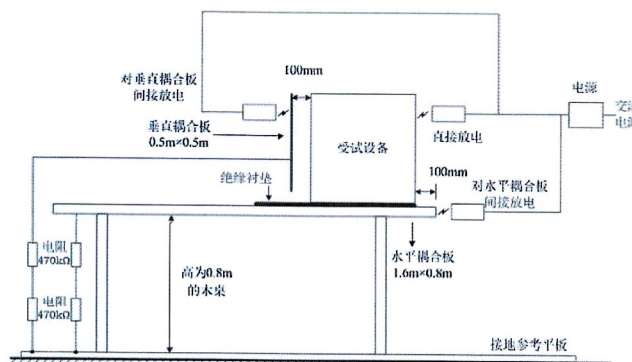 对垂直耦合板
间接放电
100mm
电源
交流
电源
垂直耦合板
0.5m×0.5m
受试设备
直接放电
100mm
绝缘衬垫
对水平耦合板
间接放电
电阻
470kΩ
高为0.8m
的木桌
水平耦合板
1.6m×0.8m
电阻
470kΩ
接地参考平板